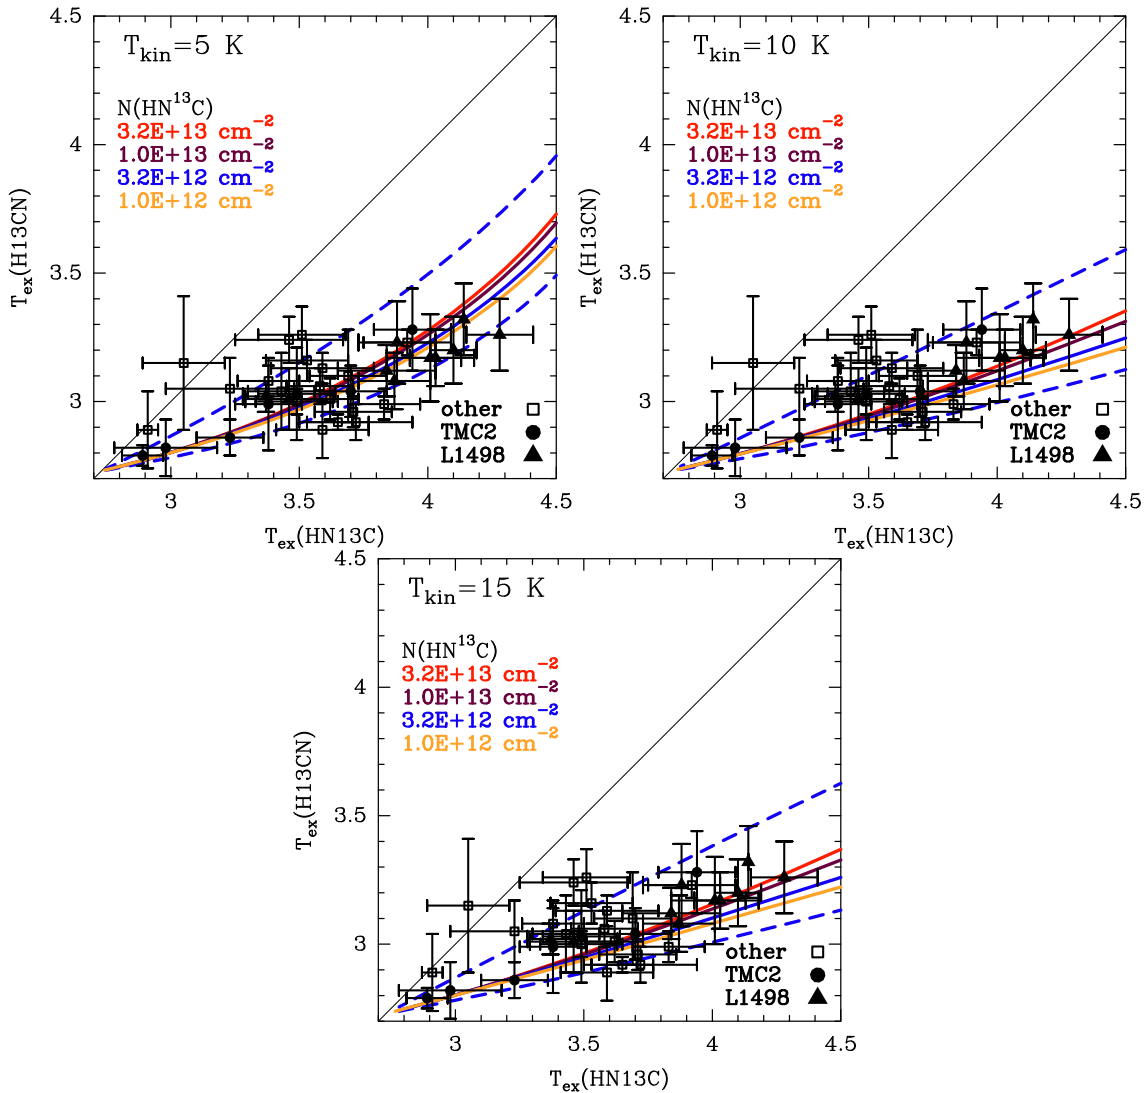 T_kin=5 K
N(HN^13C)
3.2E+13 cm^-2
1.0E+13 cm^-2
3.2E+12 cm^-2
1.0E+12 cm^-2
4.5
4
3.5
3
T_ex(H13CN)
other
TMC2
L1498
3 3.5 4 4.5
T_ex(HN13C)
T_kin=10 K
N(HN^13C)
3.2E+13 cm^-2
1.0E+13 cm^-2
3.2E+12 cm^-2
1.0E+12 cm^-2
4.5
4
3.5
3
T_ex(H13CN)
other
TMC2
L1498
3 3.5 4 4.5
T_ex(HN13C)
T_kin=15 K
N(HN^13C)
3.2E+13 cm^-2
1.0E+13 cm^-2
3.2E+12 cm^-2
1.0E+12 cm^-2
4.5
4
3.5
3
T_ex(H13CN)
other
TMC2
L1498
3 3.5 4 4.5
T_ex(HN13C)